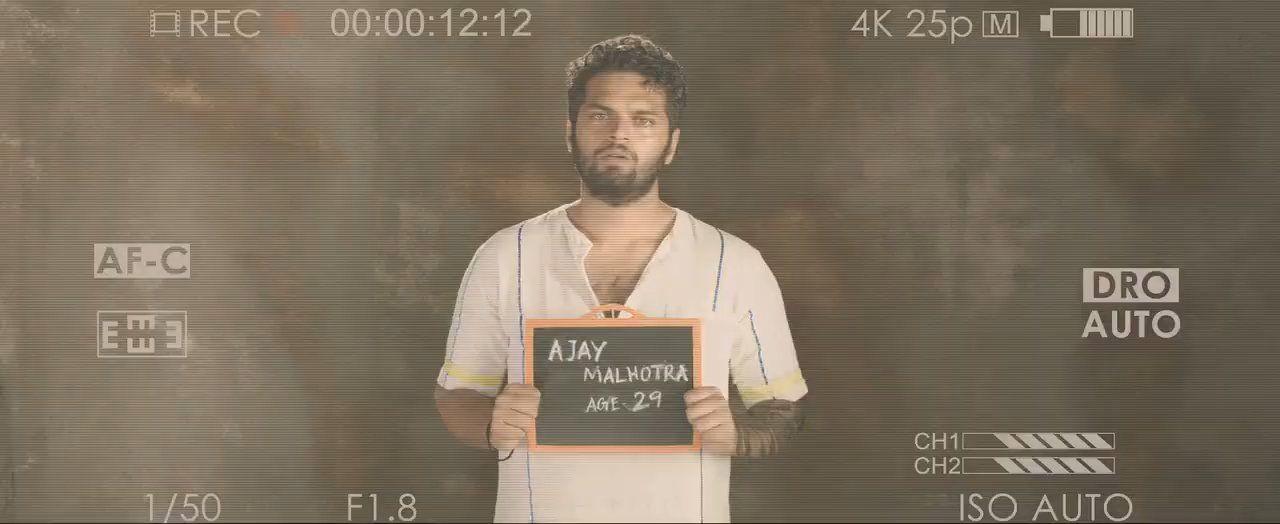 REC 00:00:12:12 4K 25p M
AF-C
DRO
AUTO
AJAY
MALHOTRA
AGE-29
CH1
CH2
1/50 F1.8 ISO AUTO